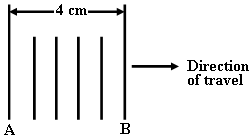 4 cm
Direction
of travel
A
B